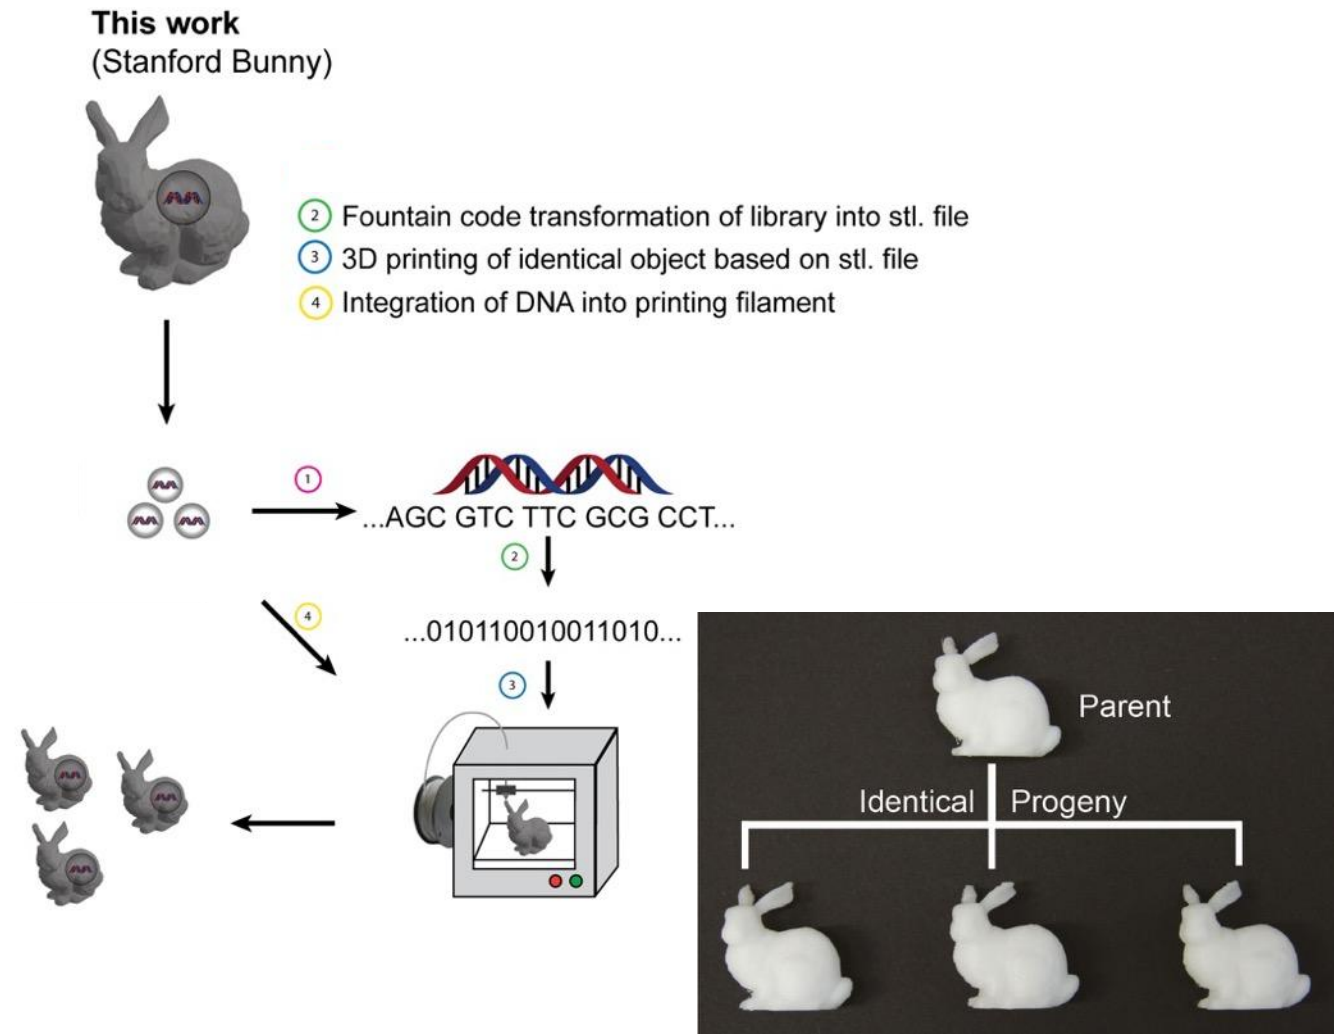 This work
(Stanford Bunny)
2 Fountain code transformation of library into stl. file
3 3D printing of identical object based on stl. file
4 Integration of DNA into printing filament
1
...AGC GTC TTC GCG CCT...
2
4
...010110010011010...
3
Parent
Identical Progeny